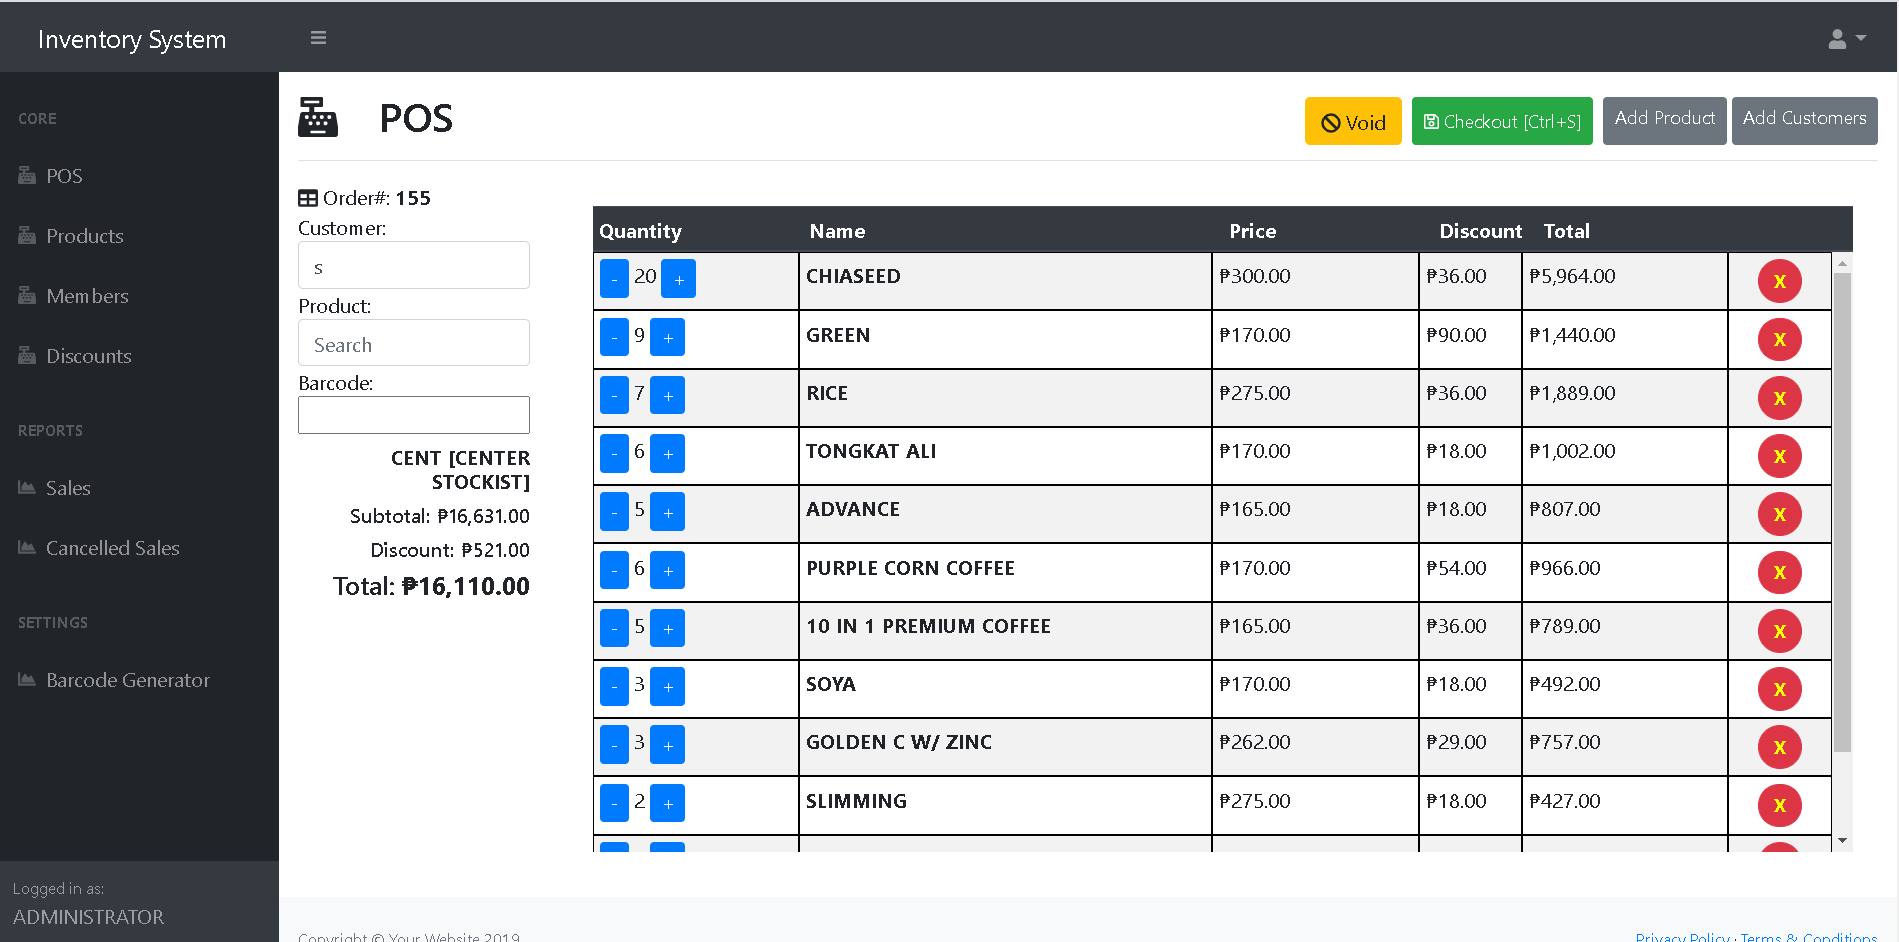 Inventory System
CORE
POS
Products
Members
Discounts
REPORTS
Sales
Cancelled Sales
SETTINGS
Barcode Generator
Logged in as:
ADMINISTRATOR
POS
Void
Checkout [Ctrl+S]
Add Product
Add Customers
Order#: 155
Customer:
s
Product:
Search
Barcode:
CENT [CENTER
STOCKIST]
Subtotal: ₱16,631.00
Discount: ₱521.00
Total: ₱16,110.00
Quantity Name Price Discount Total
- 20 + CHIASEED ₱300.00 ₱36.00 ₱5,964.00 X
- 9 + GREEN ₱170.00 ₱90.00 ₱1,440.00 X
- 7 + RICE ₱275.00 ₱36.00 ₱1,889.00 X
- 6 + TONGKAT ALI ₱170.00 ₱18.00 ₱1,002.00 X
- 5 + ADVANCE ₱165.00 ₱18.00 ₱807.00 X
- 6 + PURPLE CORN COFFEE ₱170.00 ₱54.00 ₱966.00 X
- 5 + 10 IN 1 PREMIUM COFFEE ₱165.00 ₱36.00 ₱789.00 X
- 3 + SOYA ₱170.00 ₱18.00 ₱492.00 X
- 3 + GOLDEN C W/ ZINC ₱262.00 ₱29.00 ₱757.00 X
- 2 + SLIMMING ₱275.00 ₱18.00 ₱427.00 X
Copyright © Your Website 2019
Privacy Policy · Terms & Conditions